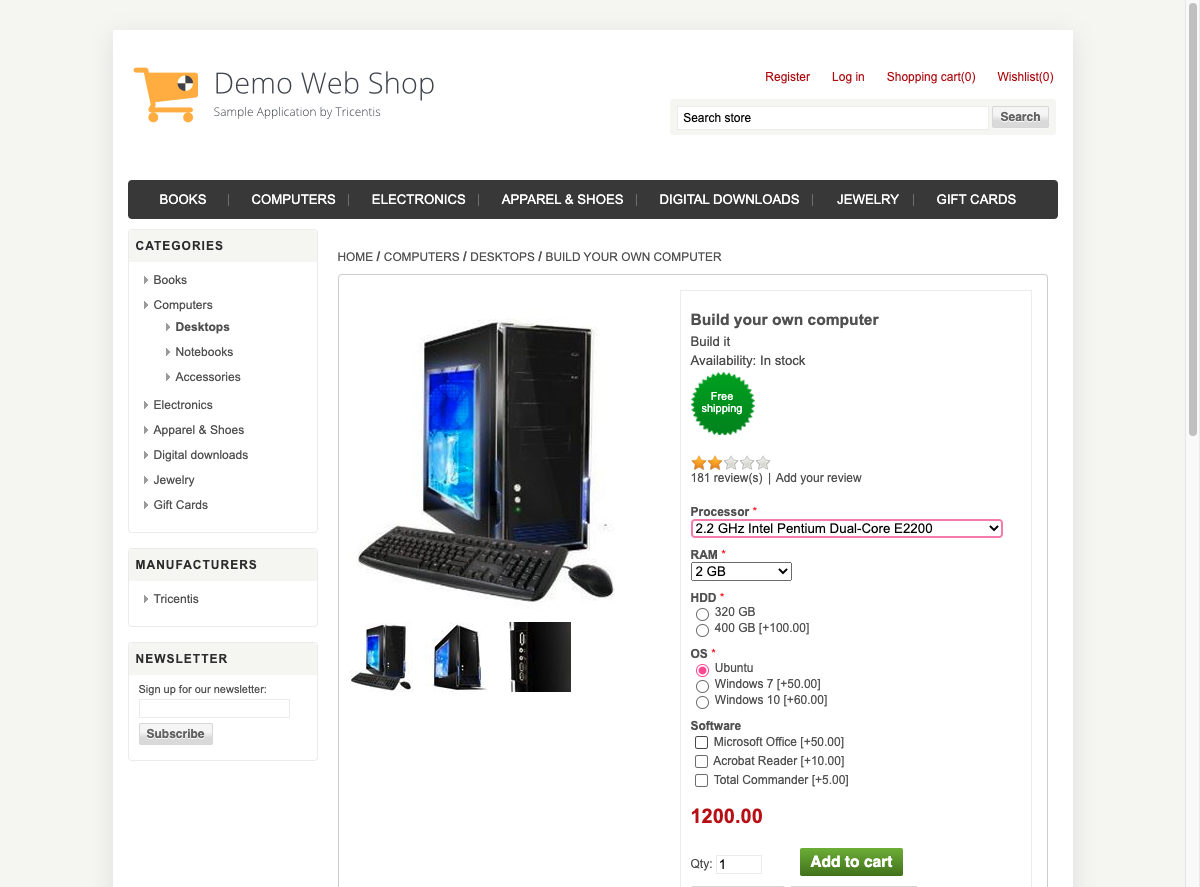 Demo Web Shop
Sample Application by Tricentis
Register Log in Shopping cart(0) Wishlist(0)
Search store Search
BOOKS COMPUTERS ELECTRONICS APPAREL & SHOES DIGITAL DOWNLOADS JEWELRY GIFT CARDS
CATEGORIES
Books
Computers
Desktops
Notebooks
Accessories
Electronics
Apparel & Shoes
Digital downloads
Jewelry
Gift Cards
MANUFACTURERS
Tricentis
NEWSLETTER
Sign up for our newsletter:
Subscribe
HOME / COMPUTERS / DESKTOPS / BUILD YOUR OWN COMPUTER
Build your own computer
Build it
Availability: In stock
Free
shipping
181 review(s) | Add your review
Processor *
2.2 GHz Intel Pentium Dual-Core E2200
RAM *
2 GB
HDD *
320 GB
400 GB [+100.00]
OS *
Ubuntu
Windows 7 [+50.00]
Windows 10 [+60.00]
Software
Microsoft Office [+50.00]
Acrobat Reader [+10.00]
Total Commander [+5.00]
1200.00
Qty: 1 Add to cart